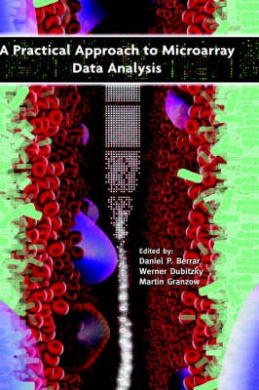 A Practical Approach to Microarray
Data Analysis
Edited by:
Daniel P. Berrar
Werner Dubitzky
Martin Granzow